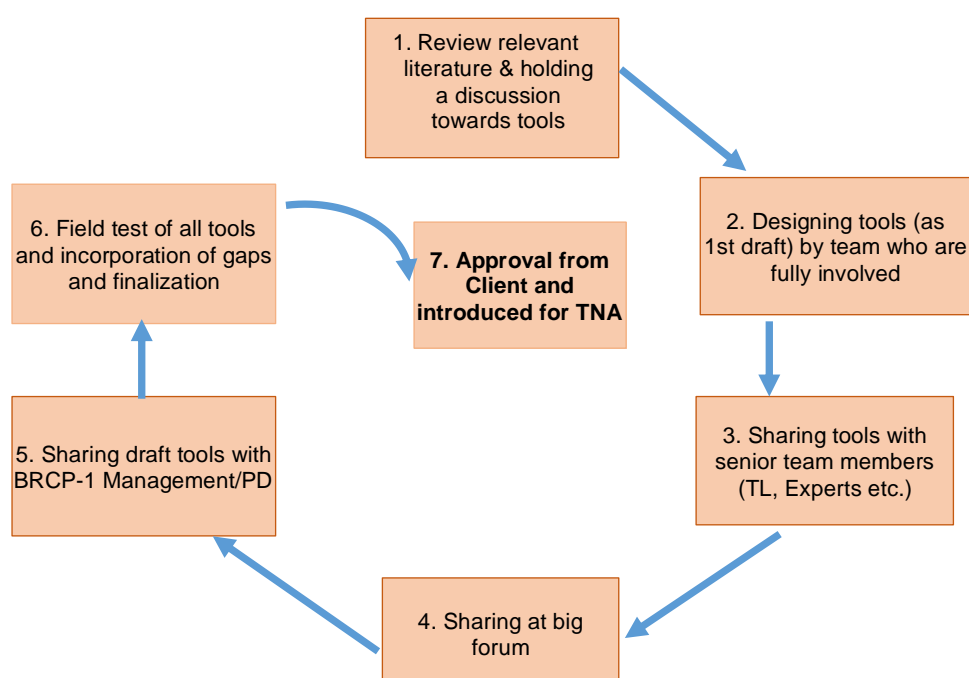 1. Review relevant
literature & holding
a discussion
towards tools
2. Designing tools (as
1st draft) by team who are
fully involved
3. Sharing tools with
senior team members
(TL, Experts etc.)
4. Sharing at big
forum
5. Sharing draft tools with
BRCP-1 Management/PD
6. Field test of all tools
and incorporation of gaps
and finalization
7. Approval from
Client and
introduced for TNA